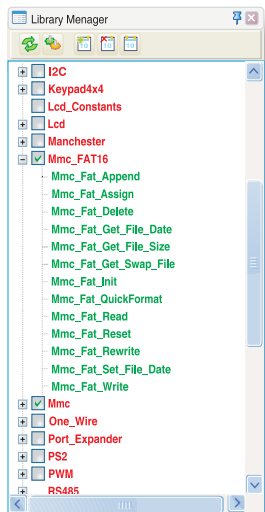 Library Menager
I2C
Keypad4x4
Lcd_Constants
Lcd
Manchester
Mmc_FAT16
Mmc_Fat_Append
Mmc_Fat_Assign
Mmc_Fat_Delete
Mmc_Fat_Get_File_Date
Mmc_Fat_Get_File_Size
Mmc_Fat_Get_Swap_File
Mmc_Fat_Init
Mmc_Fat_QuickFormat
Mmc_Fat_Read
Mmc_Fat_Reset
Mmc_Fat_Rewrite
Mmc_Fat_Set_File_Date
Mmc_Fat_Write
Mmc
One_Wire
Port_Expander
PS2
PWM
RS485